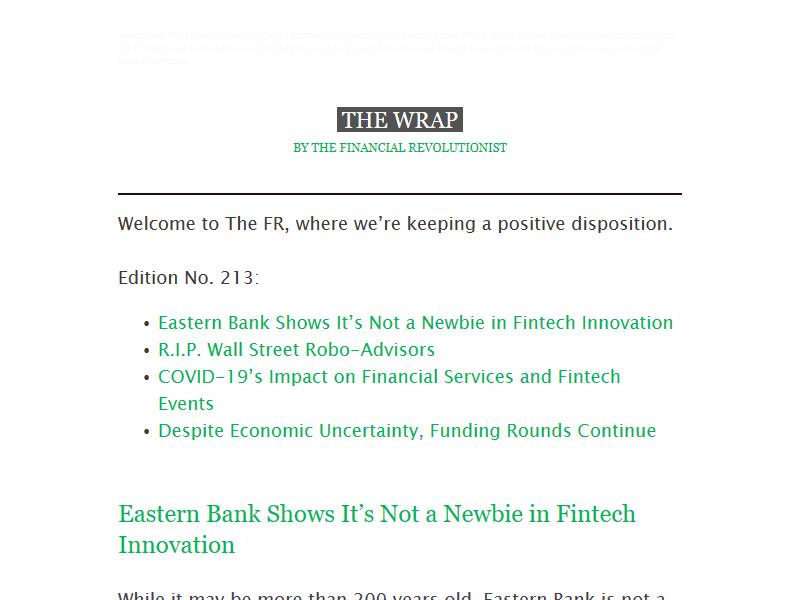 THE WRAP
BY THE FINANCIAL REVOLUTIONIST
Welcome to The FR, where we’re keeping a positive disposition.
Edition No. 213:
• Eastern Bank Shows It’s Not a Newbie in Fintech Innovation
• R.I.P. Wall Street Robo-Advisors
• COVID-19’s Impact on Financial Services and Fintech
Events
• Despite Economic Uncertainty, Funding Rounds Continue
Eastern Bank Shows It’s Not a Newbie in Fintech
Innovation
While it may be more than 200 years old, Eastern Bank is not a